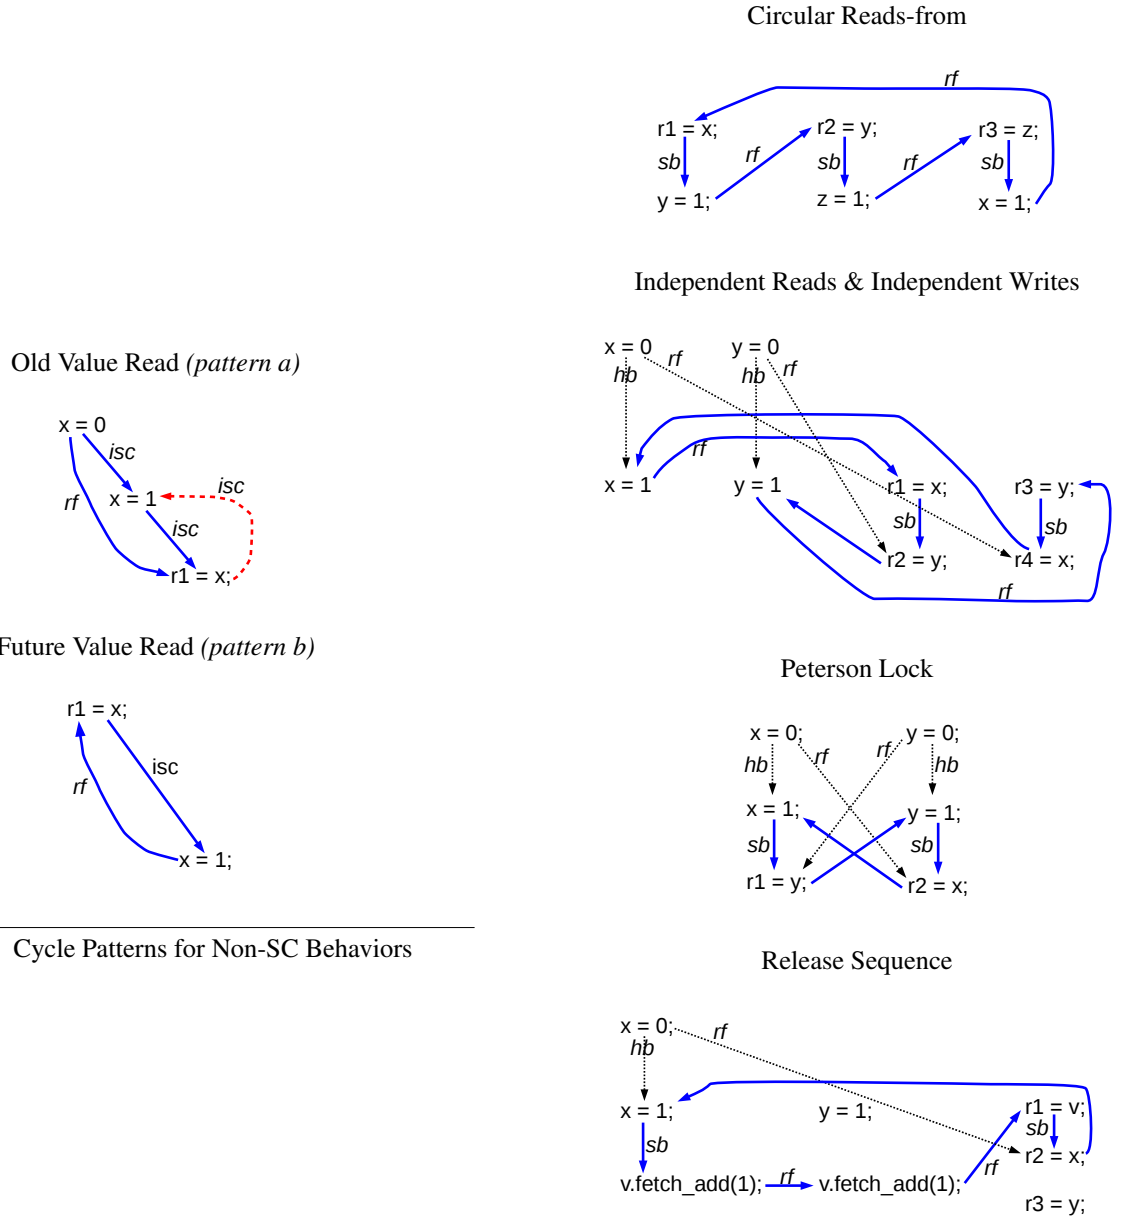 Circular Reads-from
rf
r1 = x; r2 = y; r3 = z;
sb rf sb rf sb
y = 1; z = 1; x = 1;
Independent Reads & Independent Writes
x = 0 y = 0
rf rf
hb hb
rf
x = 1 y = 1 r1 = x; r3 = y;
sb sb
r2 = y; r4 = x;
rf
Old Value Read (pattern a)
x = 0
isc
isc
rf x = 1
isc
r1 = x;
Future Value Read (pattern b)
r1 = x;
isc
rf
x = 1;
Cycle Patterns for Non-SC Behaviors
Peterson Lock
x = 0; y = 0;
hb rf rf hb
x = 1; y = 1;
sb sb
r1 = y; r2 = x;
Release Sequence
x = 0; rf
hb
x = 1; y = 1; r1 = v;
sb sb
r2 = x;
v.fetch_add(1); rf v.fetch_add(1); rf
r3 = y;